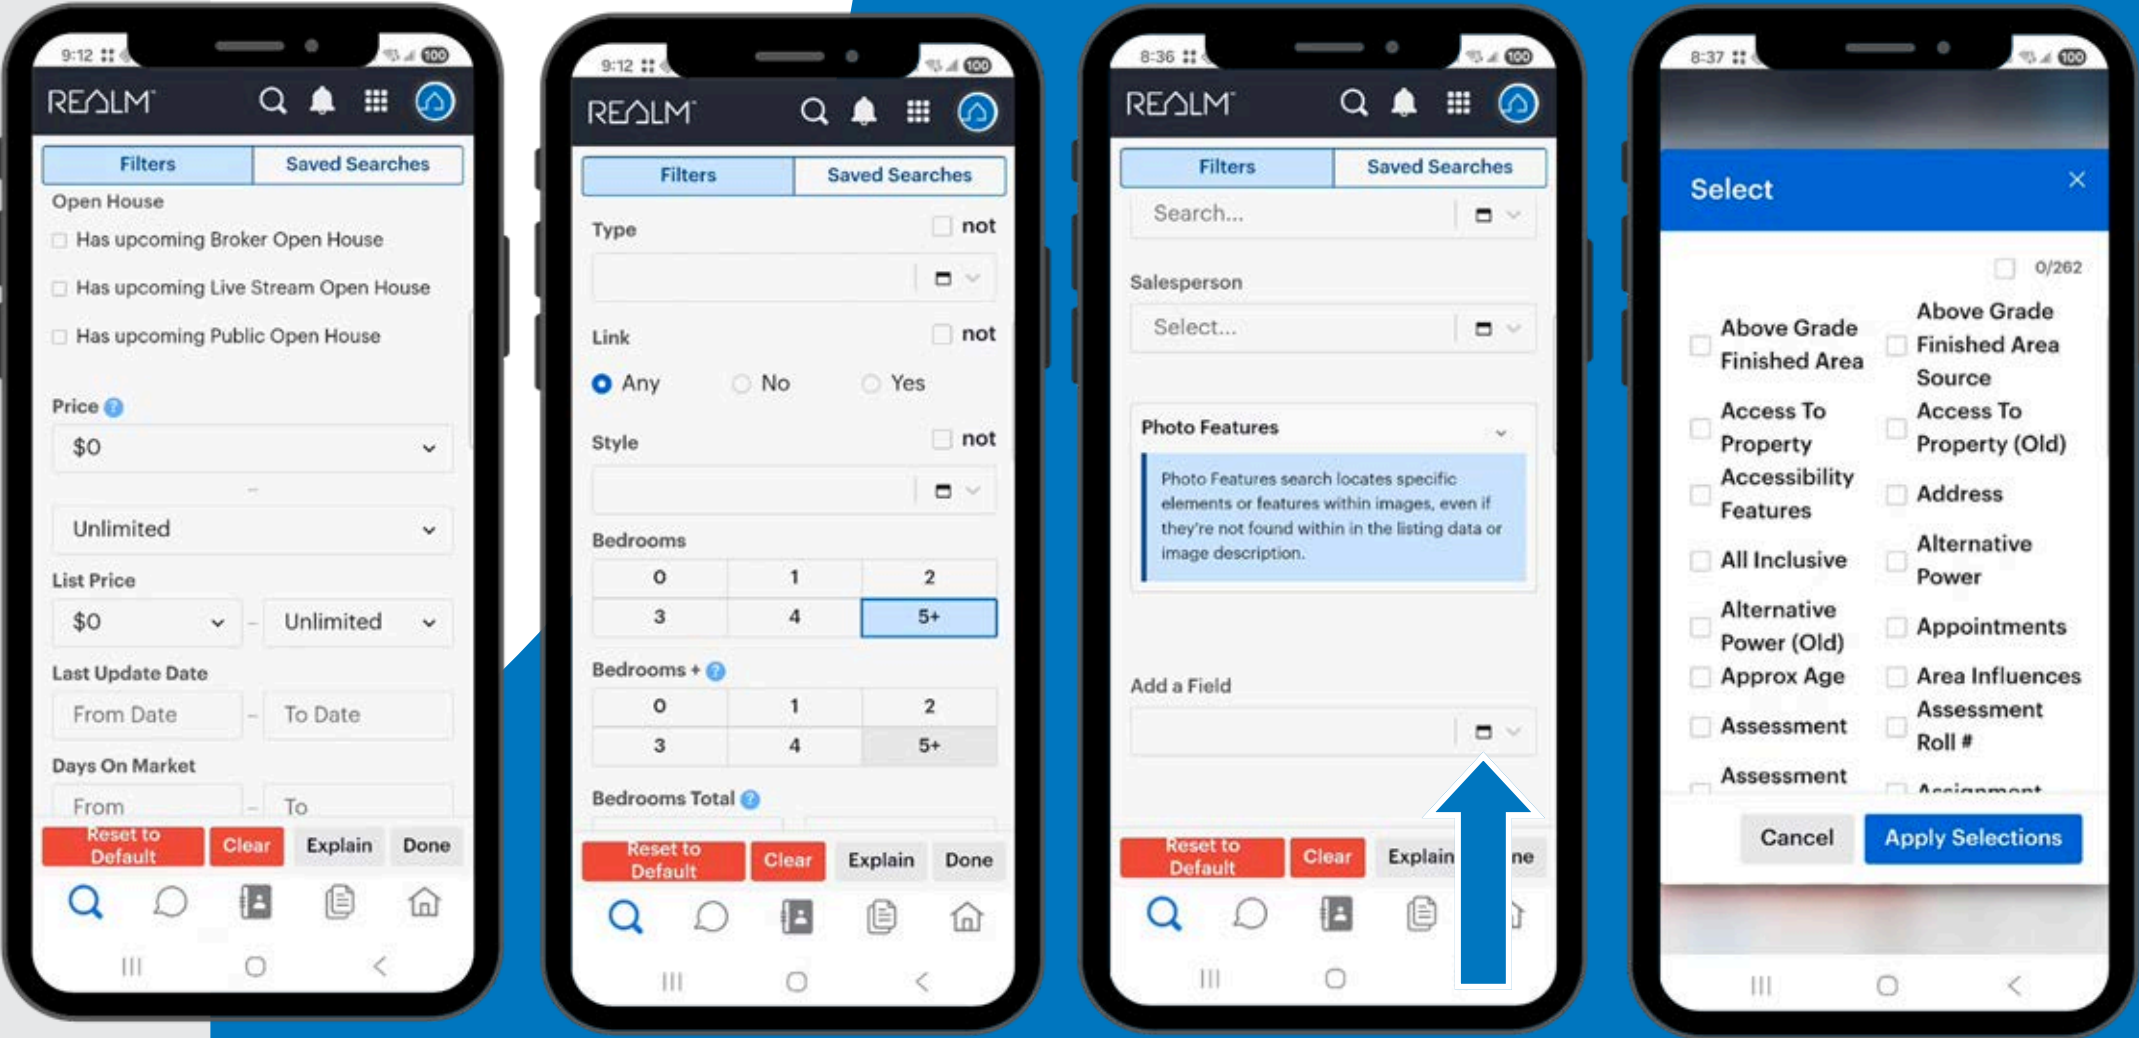 9:12
100
REALM
Filters
Saved Searches
Open House
Has upcoming Broker Open House
Has upcoming Live Stream Open House
Has upcoming Public Open House
Price ?
$0
–
Unlimited
List Price
$0 – Unlimited
Last Update Date
From Date – To Date
Days On Market
From – To
Reset to Default
Clear
Explain
Done
9:12
100
REALM
Filters
Saved Searches
Type
not
Link
not
Any
No
Yes
Style
not
Bedrooms
0 1 2
3 4 5+
Bedrooms + ?
0 1 2
3 4 5+
Bedrooms Total ?
Reset to Default
Clear
Explain
Done
8:36
100
REALM
Filters
Saved Searches
Search...
Salesperson
Select...
Photo Features
Photo Features search locates specific
elements or features within images, even if
they're not found within in the listing data or
image description.
Add a Field
Reset to Default
Clear
Explain
ne
8:37
100
Select
0/262
Above Grade Finished Area
Above Grade Finished Area Source
Access To Property
Access To Property (Old)
Accessibility Features
Address
All Inclusive
Alternative Power
Alternative Power (Old)
Appointments
Approx Age
Area Influences
Assessment
Assessment Roll #
Assessment
Assignment
Cancel
Apply Selections